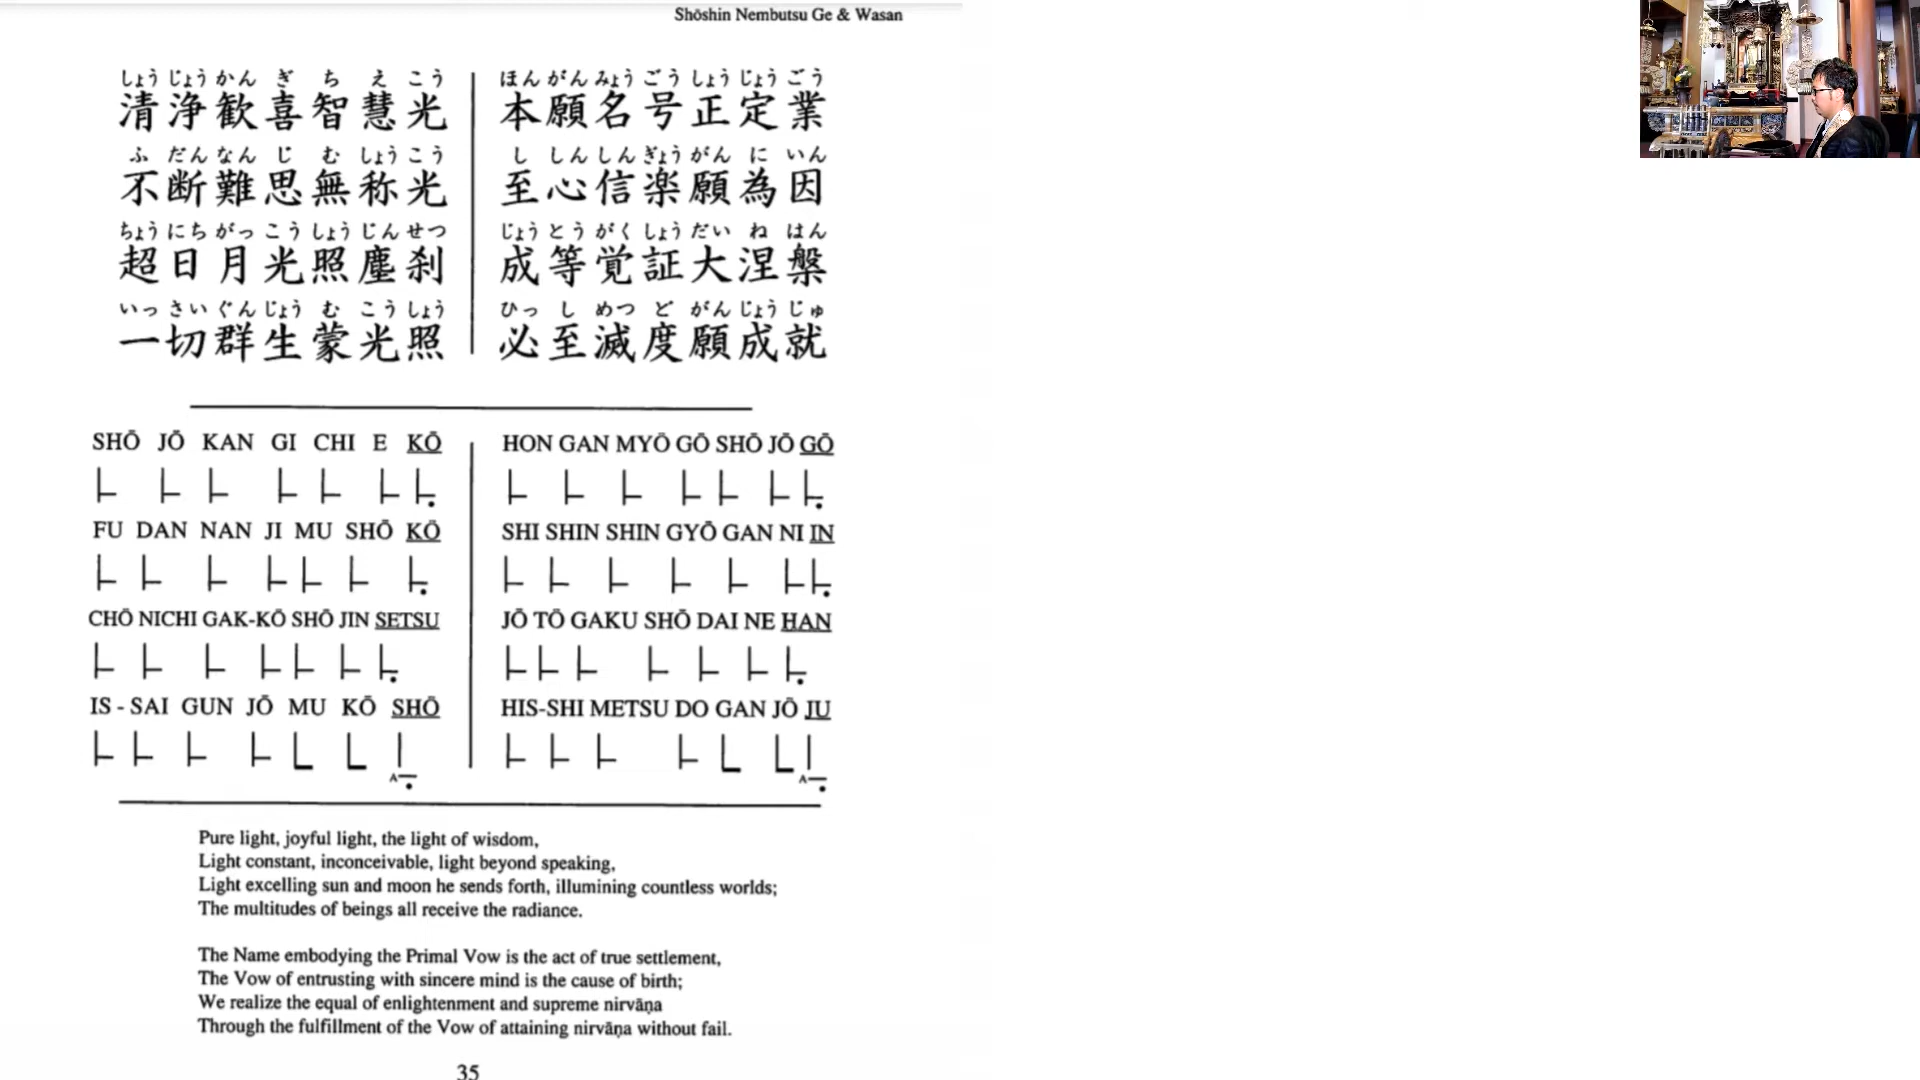 Shōshin Nembutsu Ge & Wasan
しょう じょう かん ぎ ち え こう
清浄歓喜智慧光
ふ だん なん じ む しょう こう
不断難思無称光
ちょう にち がっ こう しょう じん せつ
超日月光照塵刹
いっ さい ぐん じょう む こう しょう
一切群生蒙光照
ほん がん みょう ごう しょう じょう ごう
本願名号正定業
し しん しん ぎょう がん に いん
至心信楽願為因
じょう とう がく しょう だい ね はん
成等覚証大涅槃
ひっ し めつ ど がん じょう じゅ
必至滅度願成就
SHŌ JŌ KAN GI CHI E KŌ
FU DAN NAN JI MU SHŌ KŌ
CHŌ NICHI GAK-KŌ SHŌ JIN SETSU
IS - SAI GUN JŌ MU KŌ SHŌ
A
HON GAN MYŌ GŌ SHŌ JŌ GŌ
SHI SHIN SHIN GYŌ GAN NI IN
JŌ TŌ GAKU SHŌ DAI NE HAN
HIS-SHI METSU DO GAN JŌ JU
A
Pure light, joyful light, the light of wisdom,
Light constant, inconceivable, light beyond speaking,
Light excelling sun and moon he sends forth, illumining countless worlds;
The multitudes of beings all receive the radiance.
The Name embodying the Primal Vow is the act of true settlement,
The Vow of entrusting with sincere mind is the cause of birth;
We realize the equal of enlightenment and supreme nirvāṇa
Through the fulfillment of the Vow of attaining nirvāṇa without fail.
35